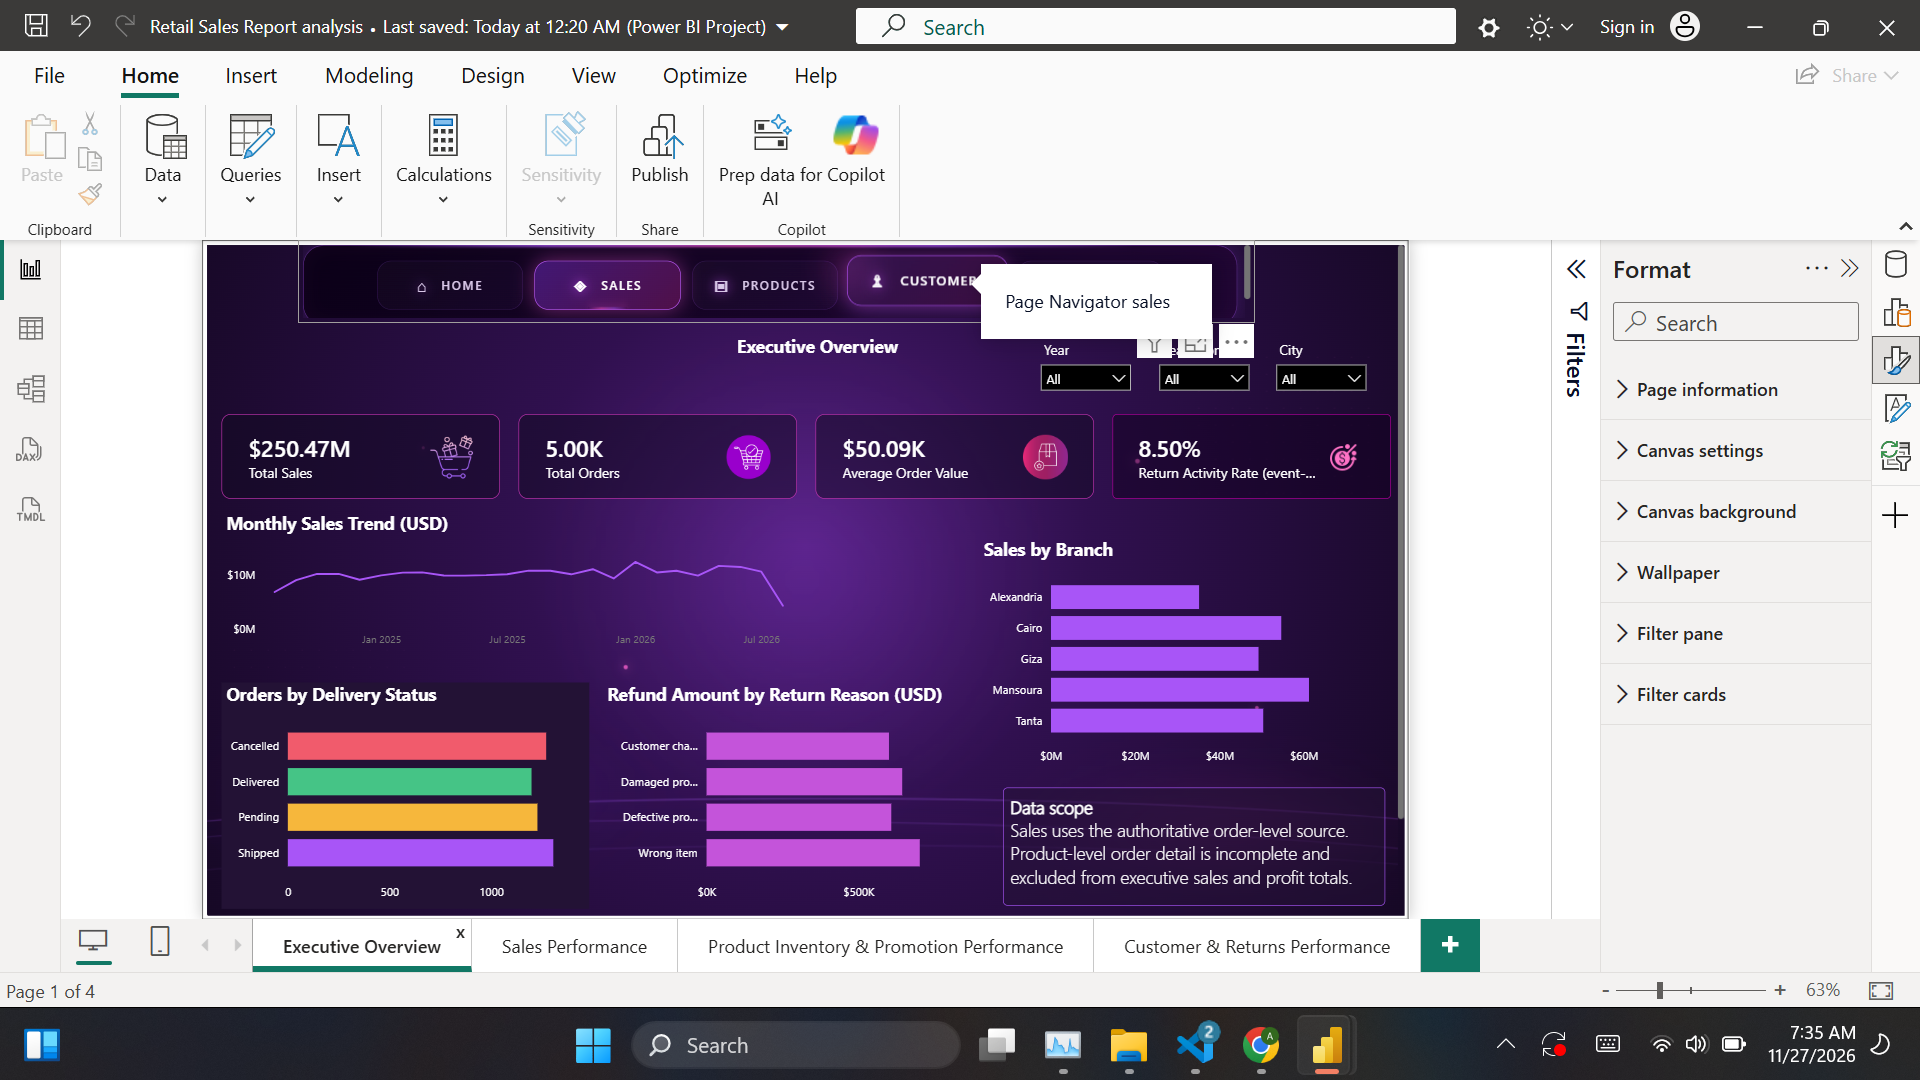 Retail Sales Report analysis • Last saved: Today at 12:20 AM (Power BI Project)
Search
Sign in
File
Home
Insert
Modeling
Design
View
Optimize
Help
Share
Paste
Data
Queries
Insert
Calculations
Sensitivity
Publish
Prep data for AI
Copilot
Clipboard
Sensitivity
Share
Copilot
HOME
SALES
PRODUCTS
CUSTOMER
Page Navigator sales
Executive Overview
Year
All
All
City
All
$250.47M
Total Sales
5.00K
Total Orders
$50.09K
Average Order Value
8.50%
Return Activity Rate (event-...
Monthly Sales Trend (USD)
$10M
$0M
Jan 2025
Jul 2025
Jan 2026
Jul 2026
Sales by Branch
Alexandria
Cairo
Giza
Mansoura
Tanta
$0M
$20M
$40M
$60M
Orders by Delivery Status
Cancelled
Delivered
Pending
Shipped
0
500
1000
Refund Amount by Return Reason (USD)
Customer cha...
Damaged pro...
Defective pro...
Wrong item
$0K
$500K
Data scope
Sales uses the authoritative order-level source.
Product-level order detail is incomplete and
excluded from executive sales and profit totals.
Filters
Format
Search
Page information
Canvas settings
Canvas background
Wallpaper
Filter pane
Filter cards
DAX
TMDL
Executive Overview
x
Sales Performance
Product Inventory & Promotion Performance
Customer & Returns Performance
Page 1 of 4
- + 63%
Search
2
A
7:35 AM
11/27/2026